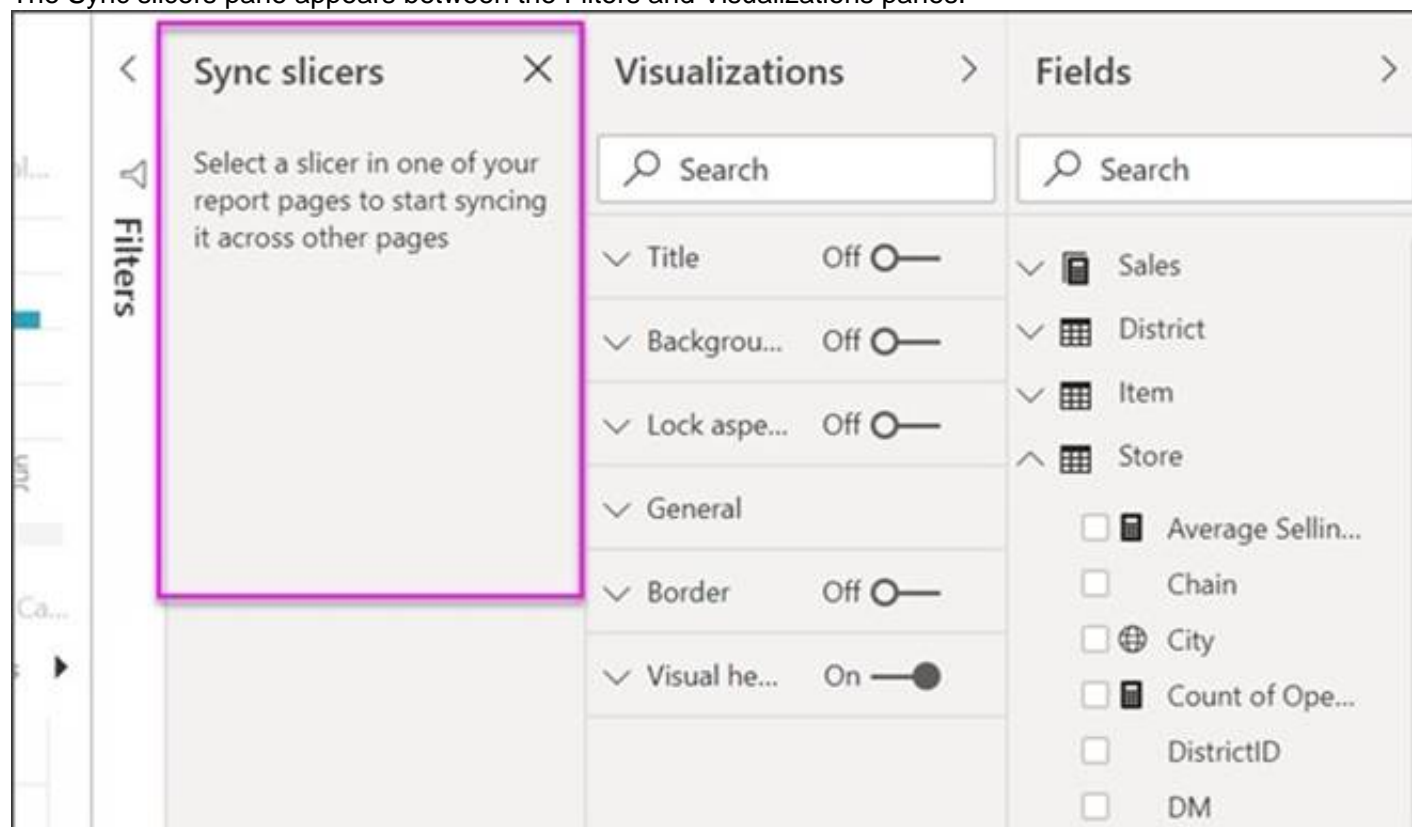 The Sync slicers pane appears between the Filters and Visualizations panes.
Filters
Sync slicers
Select a slicer in one of your
report pages to start syncing
it across other pages
Visualizations
Search
Title Off
Backgrou... Off
Lock aspe... Off
General
Border Off
Visual he... On
Fields
Search
Sales
District
Item
Store
Average Sellin...
Chain
City
Count of Ope...
DistrictID
DM
Jun
Ca...